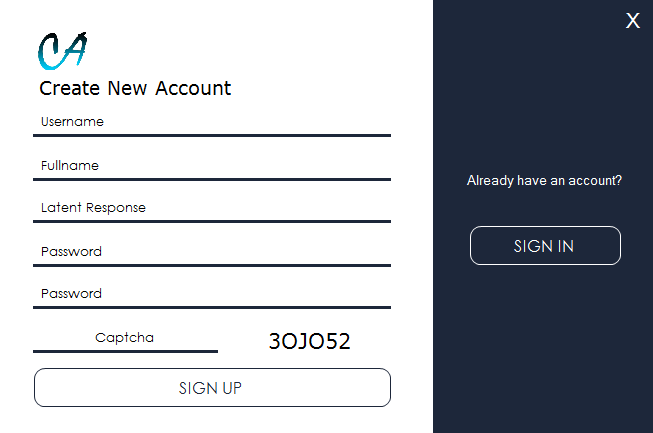 CA
Create New Account
Username
Fullname
Latent Response
Password
Password
Captcha
3OJO52
SIGN UP
X
Already have an account?
SIGN IN